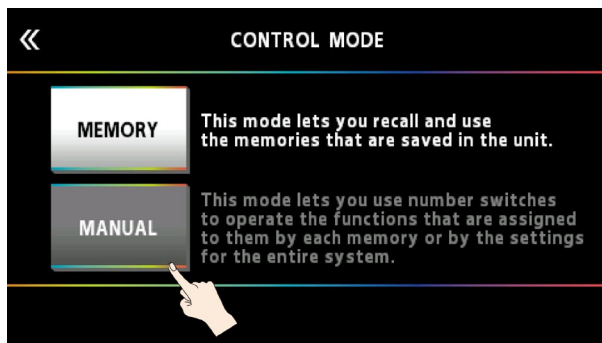 CONTROL MODE
MEMORY
This mode lets you recall and use
the memories that are saved in the unit.
MANUAL
This mode lets you use number switches
to operate the functions that are assigned
to them by each memory or by the settings
for the entire system.